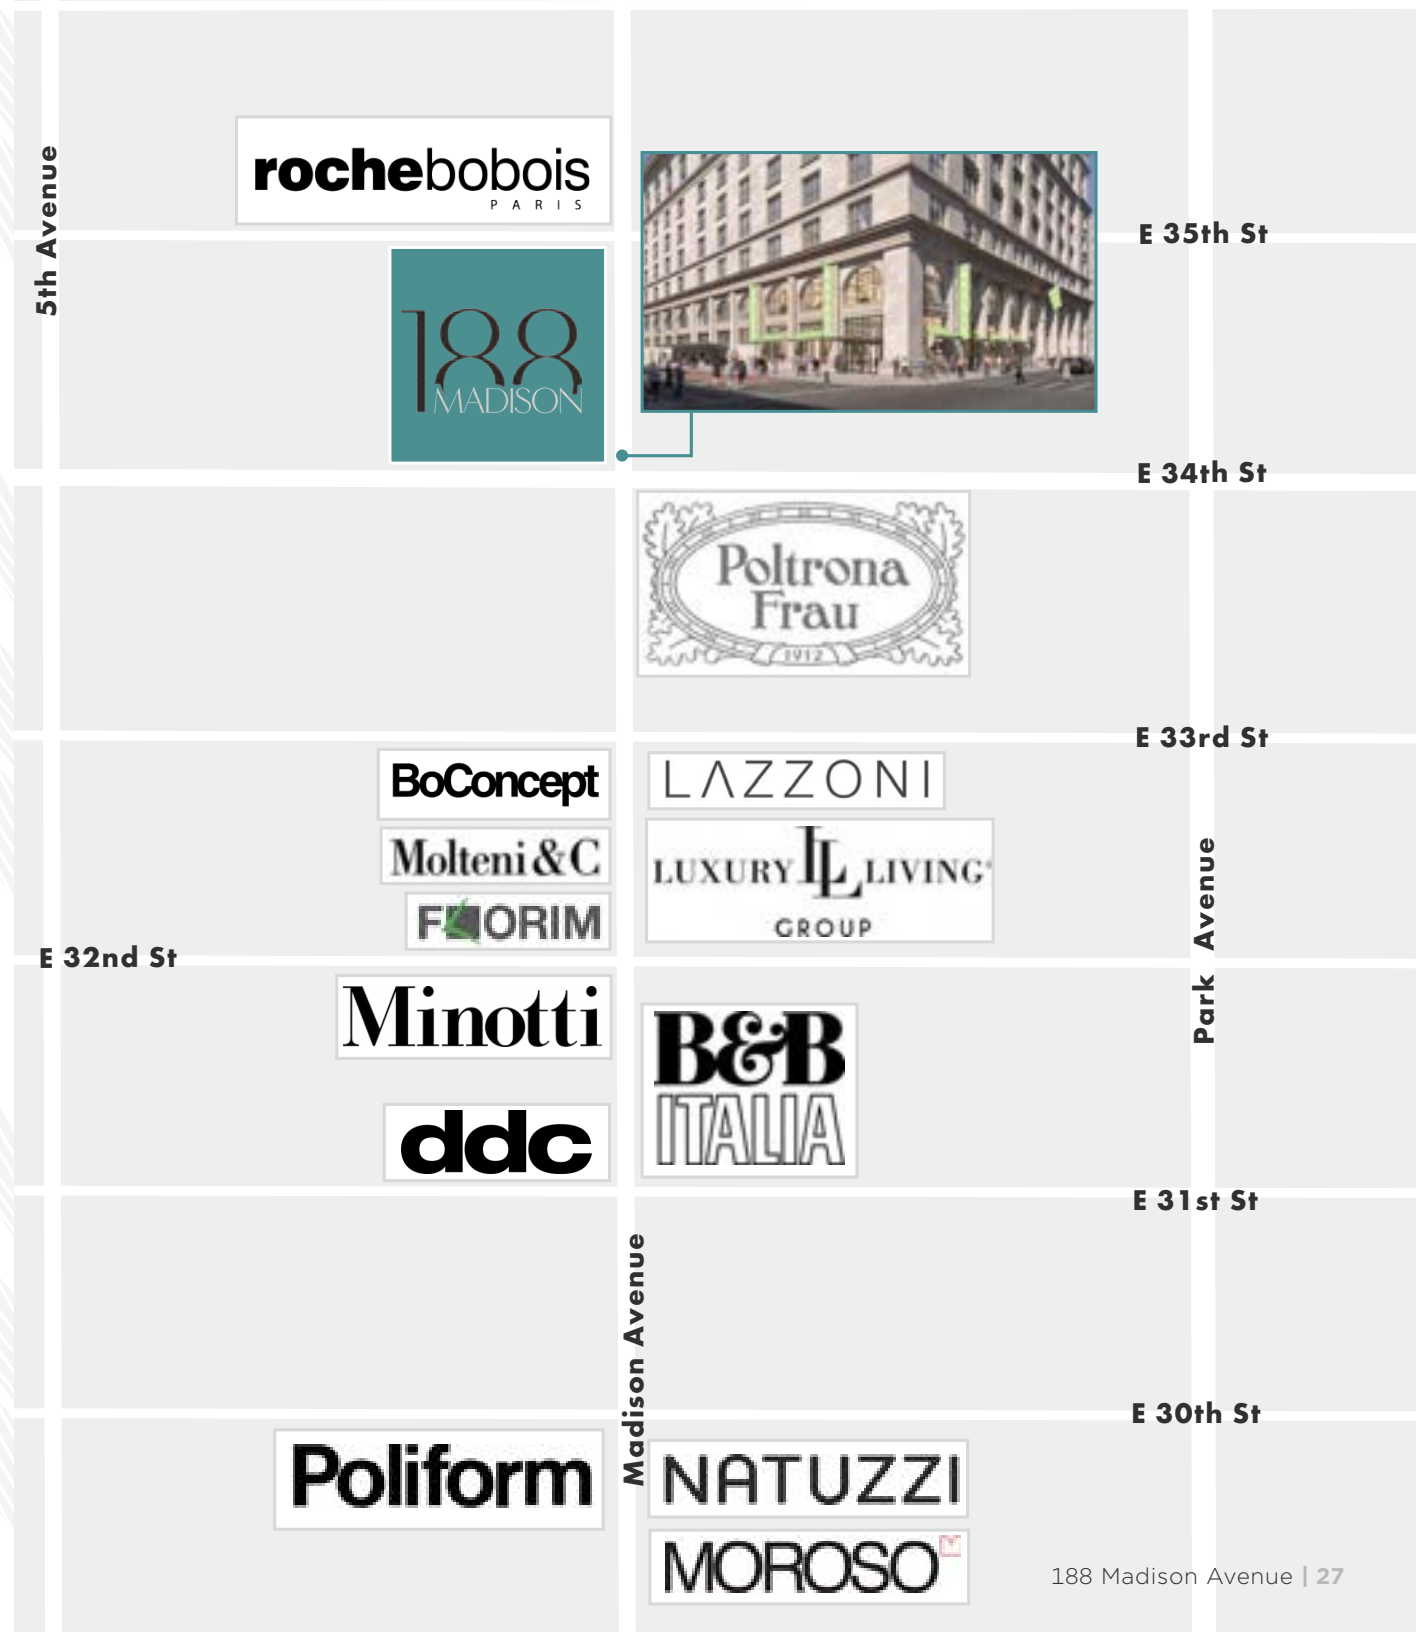 5th Avenue
rochebobois
PARIS
E 35th St
188
MADISON
E 34th St
Poltrona
Frau
1912
E 33rd St
BoConcept
LAZZONI
Molteni&C
LUXURY LL LIVING
GROUP
FLORIM
Park Avenue
E 32nd St
Minotti
B&B
ITALIA
ddc
E 31st St
Madison Avenue
E 30th St
Poliform
NATUZZI
MOROSO
188 Madison Avenue | 27